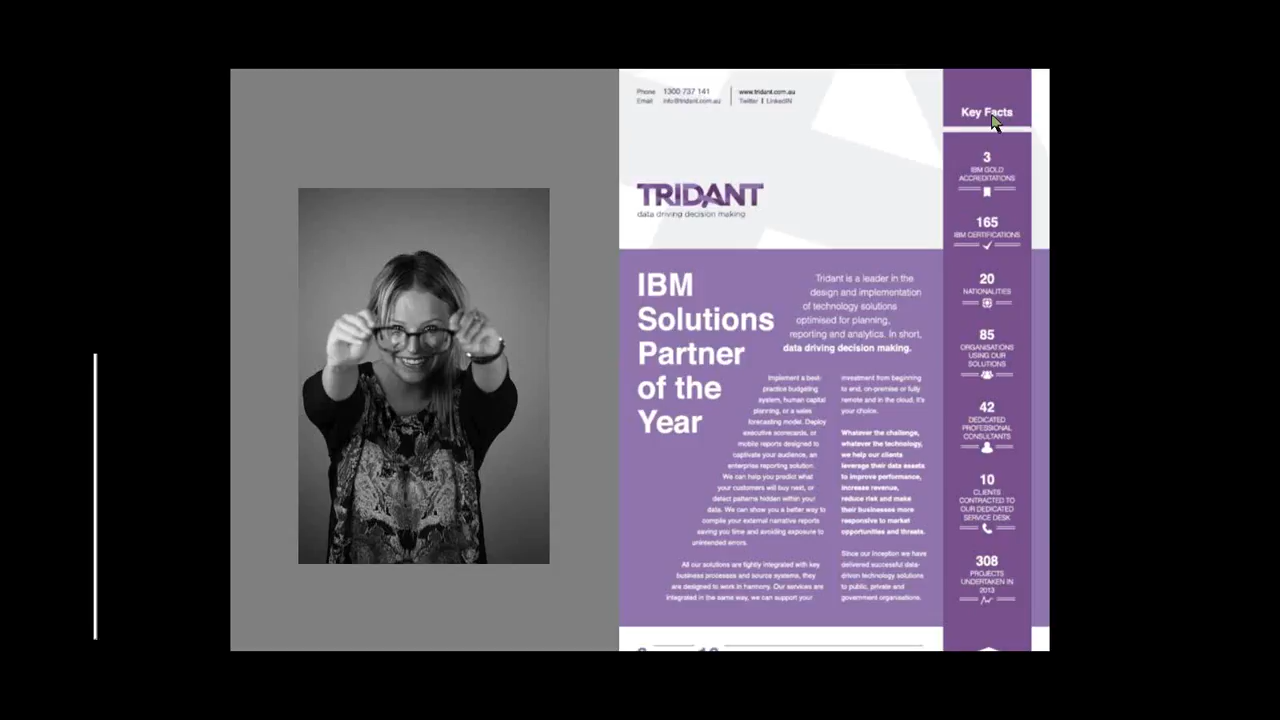 Phone 1300 737 141
Email info@tridant.com.au
www.tridant.com.au
Twitter | LinkedIN
TRIDANT
data driving decision making
IBM
Solutions
Partner
of the
Year
Tridant is a leader in the
design and implementation
of technology solutions
optimised for planning,
reporting and analytics. In short,
data driving decision making.
Implement a best-
practice budgeting
system, human capital
planning, or a sales
forecasting model. Deploy
executive scorecards, or
mobile reports designed to
captivate your audience, an
enterprise reporting solution.
We can help you predict what
your customers will buy next, or
detect patterns hidden within your
data. We can show you a better way to
compile your external narrative reports
saving you time and avoiding exposure to
unintended errors.
All our solutions are tightly integrated with key
business processes and source systems, they
are designed to work in harmony. Our services are
integrated in the same way, we can support your
investment from beginning
to end, on-premise or fully
remote and in the cloud, it's
your choice.
Whatever the challenge,
whatever the technology,
we help our clients
leverage their data assets
to improve performance,
increase revenue,
reduce risk and make
their businesses more
responsive to market
opportunities and threats.
Since our inception we have
delivered successful data-
driven technology solutions
to public, private and
government organisations.
Key Facts
3
IBM GOLD
ACCREDITATIONS
165
IBM CERTIFICATIONS
20
NATIONALITIES
85
ORGANISATIONS
USING OUR
SOLUTIONS
42
DEDICATED
PROFESSIONAL
CONSULTANTS
10
CLIENTS
CONTRACTED TO
OUR DEDICATED
SERVICE DESK
308
PROJECTS
UNDERTAKEN IN
2013